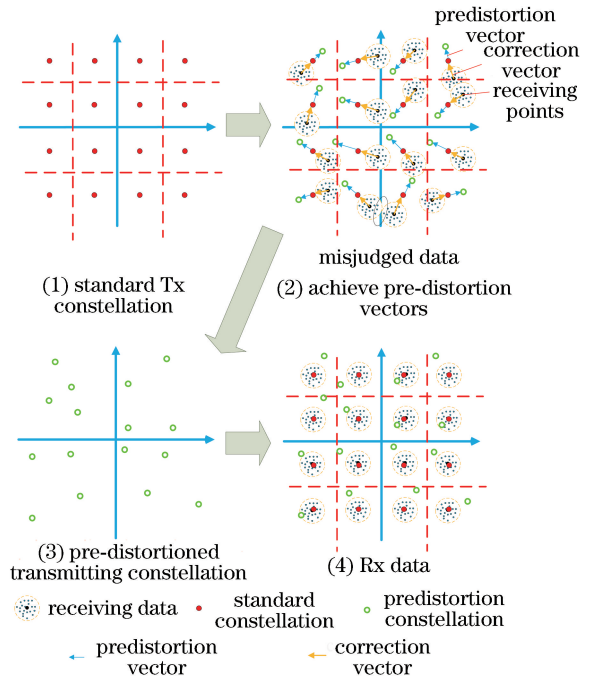 predistortion
vector
correction
vector
receiving
points
misjudged data
(1) standard Tx
constellation
(2) achieve pre-distortion
vectors
(3) pre-distortioned
transmitting constellation
(4) Rx data
receiving data
standard
constellation
predistortion
constellation
predistortion
vector
correction
vector